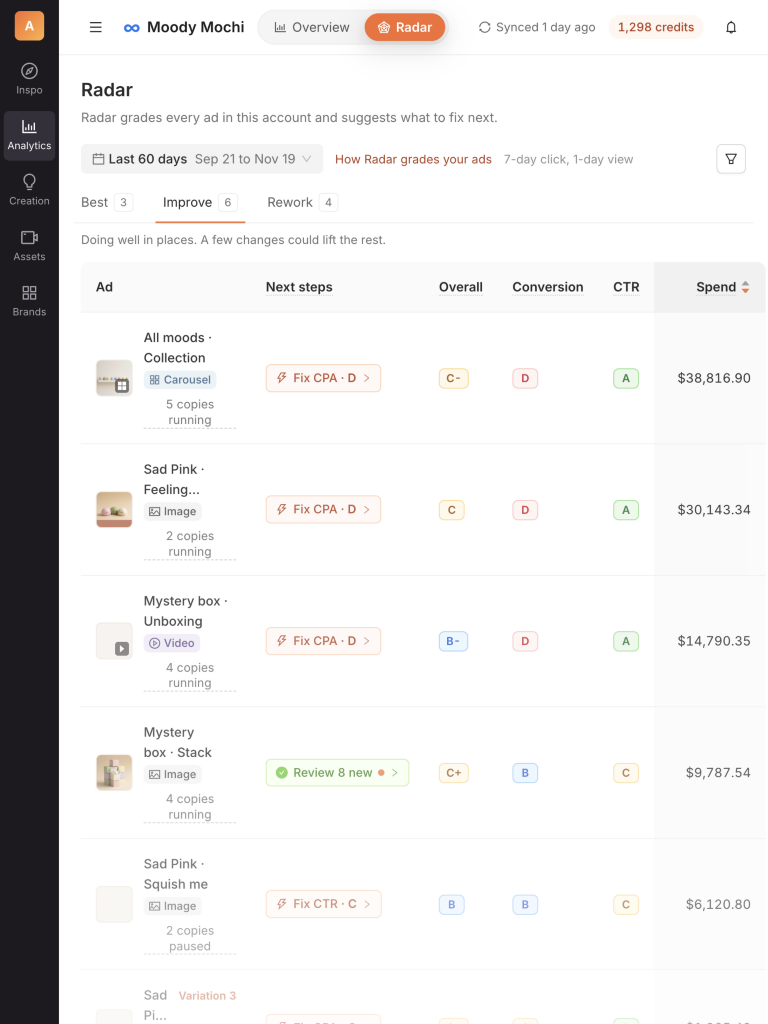 A
Moody Mochi
Overview
Radar
Synced 1 day ago
1,298 credits
Inspo
Analytics
Creation
Assets
Brands
Radar
Radar grades every ad in this account and suggests what to fix next.
Last 60 days Sep 21 to Nov 19
How Radar grades your ads
7-day click, 1-day view
Best 3
Improve 6
Rework 4
Doing well in places. A few changes could lift the rest.
Ad Next steps Overall Conversion CTR Spend
All moods ·
Collection
Carousel
5 copies
running
Fix CPA · D
C-
D
A
$38,816.90
Sad Pink ·
Feeling...
Image
2 copies
running
Fix CPA · D
C
D
A
$30,143.34
Mystery box ·
Unboxing
Video
4 copies
running
Fix CPA · D
B-
D
A
$14,790.35
Mystery
box · Stack
Image
4 copies
running
Review 8 new
C+
B
C
$9,787.54
Sad Pink ·
Squish me
Image
2 copies
paused
Fix CTR · C
B
B
C
$6,120.80
Sad Variation 3
Pi...